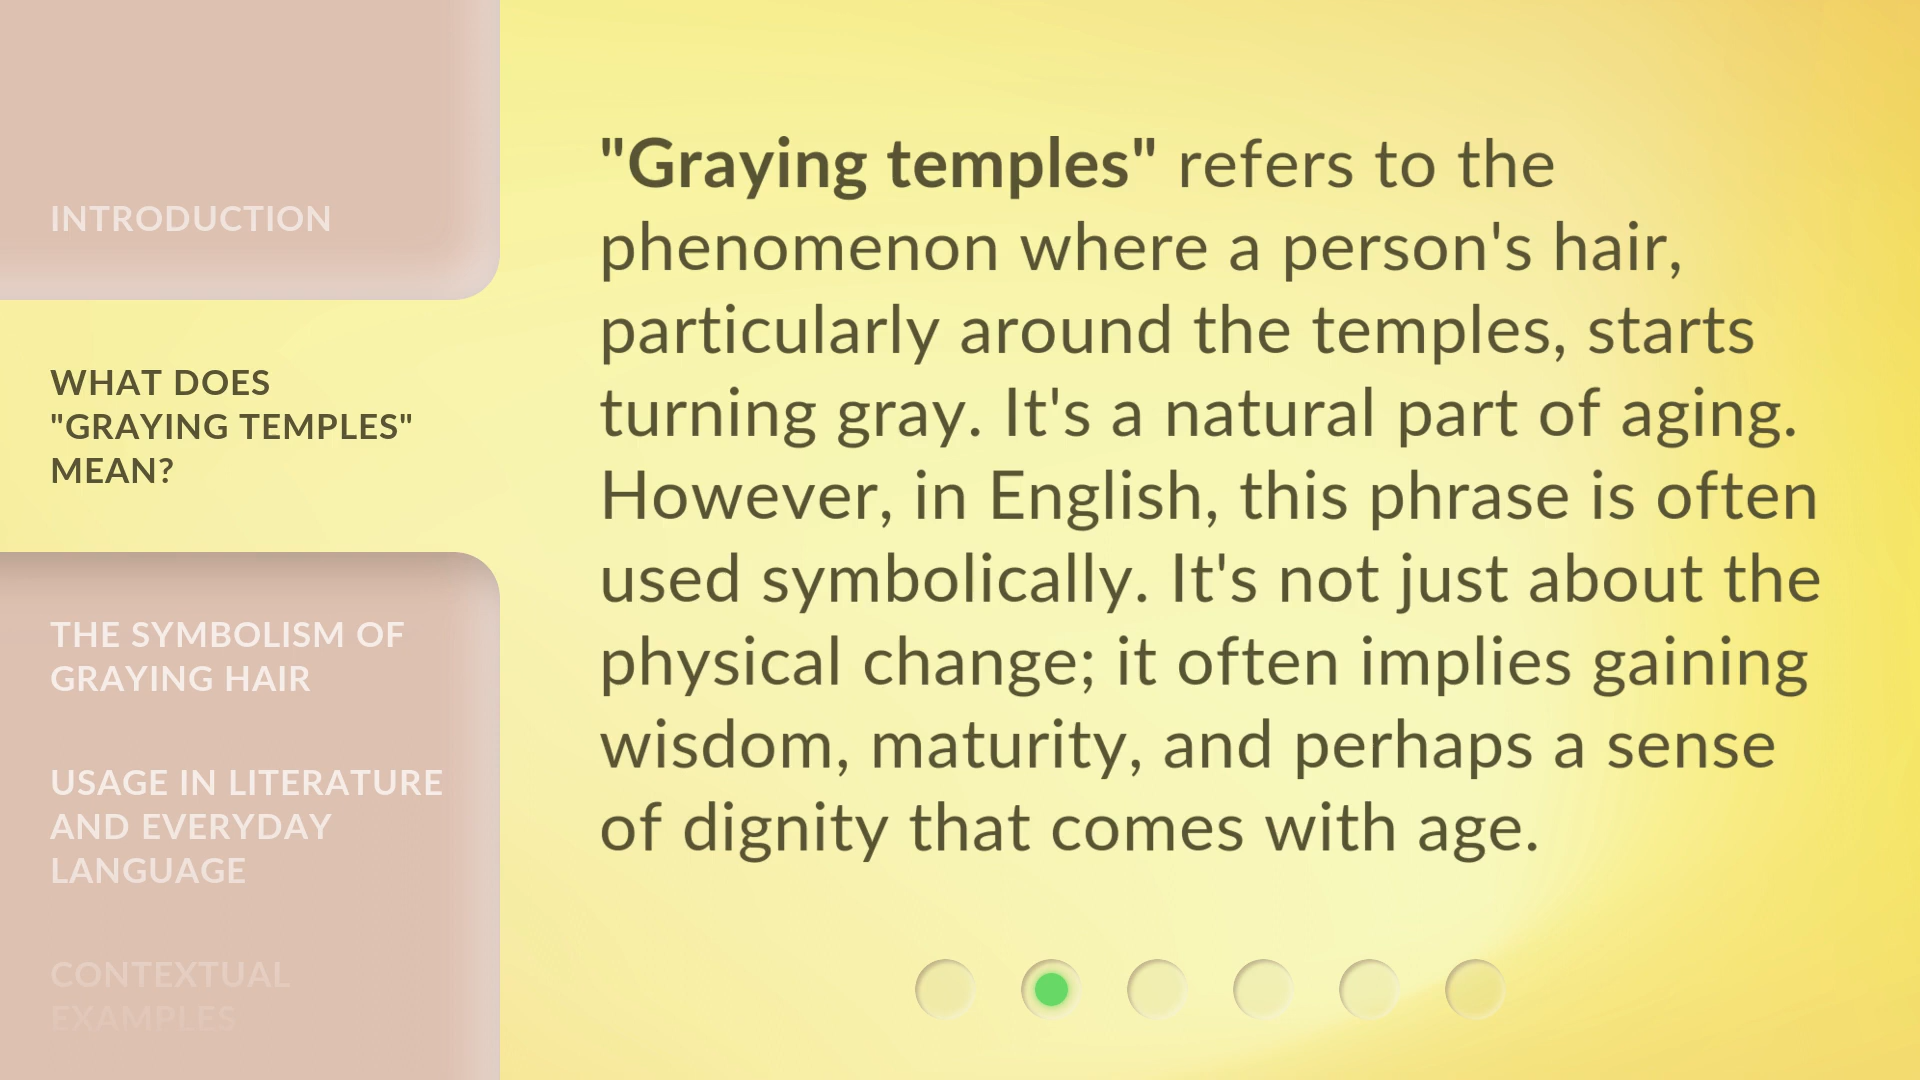 INTRODUCTION
WHAT DOES
"GRAYING TEMPLES"
MEAN?
THE SYMBOLISM OF
GRAYING HAIR
USAGE IN LITERATURE
AND EVERYDAY
LANGUAGE
CONTEXTUAL
EXAMPLES
"Graying temples" refers to the
phenomenon where a person's hair,
particularly around the temples, starts
turning gray. It's a natural part of aging.
However, in English, this phrase is often
used symbolically. It's not just about the
physical change; it often implies gaining
wisdom, maturity, and perhaps a sense
of dignity that comes with age.